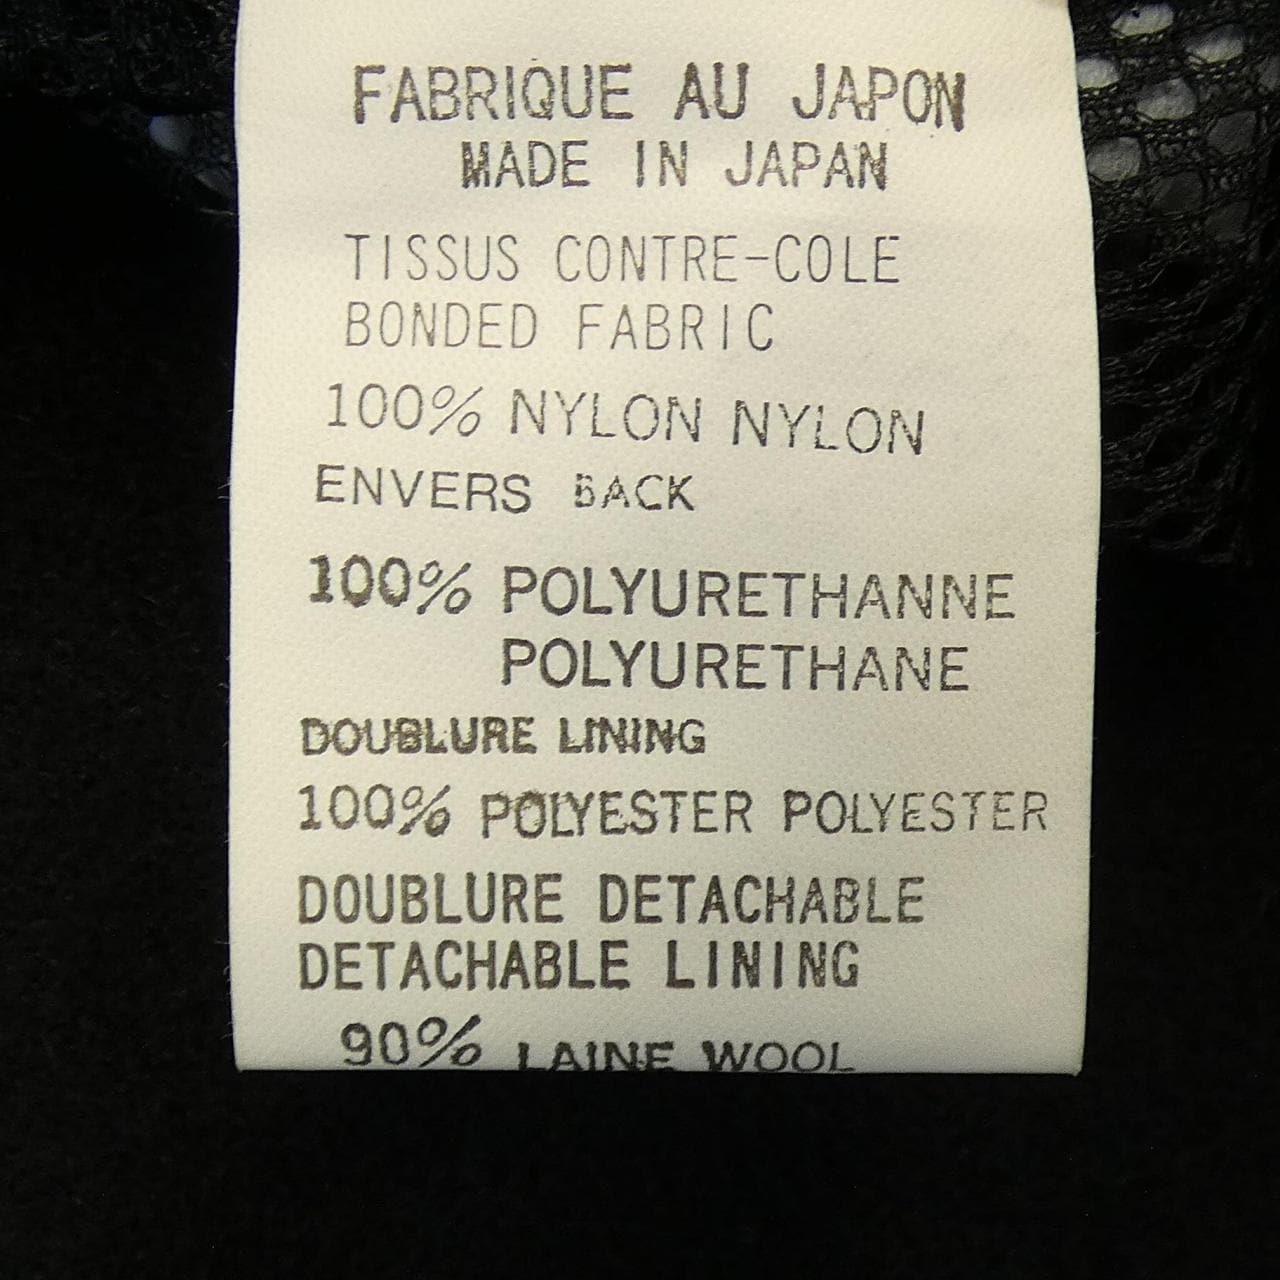 FABRIQUE AU JAPON
MADE IN JAPAN
TISSUS CONTRE-COLE
BONDED FABRIC
100% NYLON NYLON
ENVERS BACK
100% POLYURETHANNE
POLYURETHANE
DOUBLURE LINING
100% POLYESTER POLYESTER
DOUBLURE DETACHABLE
DETACHABLE LINING
90% LAINE WOOL